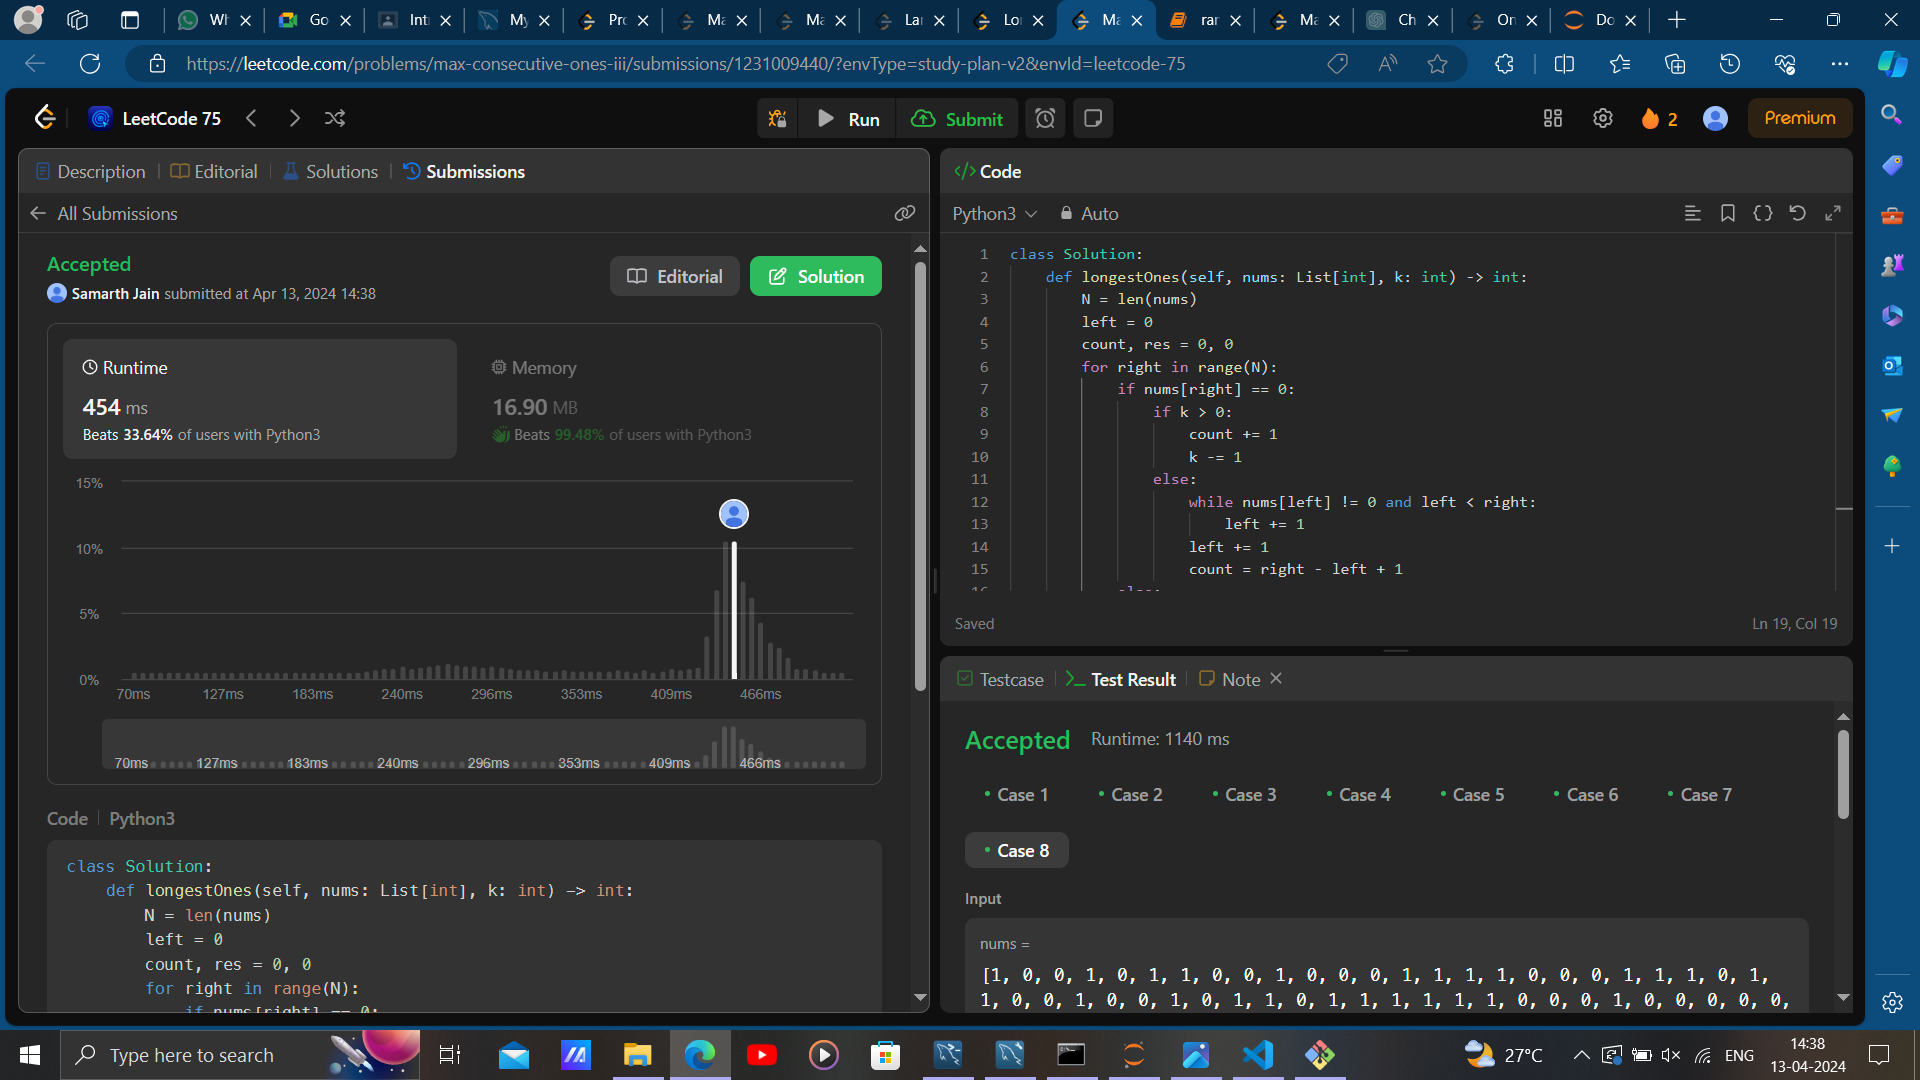 Wh
Go
Int
My
Pro
Ma
Ma
Lar
Lor
Ma
rar
Ma
Ch
On
Do
https://leetcode.com/problems/max-consecutive-ones-iii/submissions/1231009440/?envType=study-plan-v2&envId=leetcode-75
LeetCode 75
Run
Submit
2
Premium
Description
Editorial
Solutions
Submissions
All Submissions
Accepted
Samarth Jain submitted at Apr 13, 2024 14:38
Editorial
Solution
Runtime
454 ms
Beats 33.64% of users with Python3
Memory
16.90 MB
Beats 99.48% of users with Python3
15%
10%
5%
0%
70ms 127ms 183ms 240ms 296ms 353ms 409ms 466ms
70ms 127ms 183ms 240ms 296ms 353ms 409ms 466ms
Code Python3
class Solution:
def longestOnes(self, nums: List[int], k: int) -> int:
N = len(nums)
left = 0
count, res = 0, 0
for right in range(N):
if nums[right] == 0:
</> Code
Python3
Auto
1 class Solution:
2 def longestOnes(self, nums: List[int], k: int) -> int:
3 N = len(nums)
4 left = 0
5 count, res = 0, 0
6 for right in range(N):
7 if nums[right] == 0:
8 if k > 0:
9 count += 1
10 k -= 1
11 else:
12 while nums[left] != 0 and left < right:
13 left += 1
14 left += 1
15 count = right - left + 1
16 else:
Saved
Ln 19, Col 19
Testcase
Test Result
Note
Accepted Runtime: 1140 ms
Case 1
Case 2
Case 3
Case 4
Case 5
Case 6
Case 7
Case 8
Input
nums =
[1, 0, 0, 1, 0, 1, 1, 0, 0, 1, 0, 0, 0, 1, 1, 1, 1, 0, 0, 0, 1, 1, 1, 0, 1,
1, 0, 0, 1, 0, 0, 1, 0, 1, 1, 0, 1, 1, 1, 1, 1, 1, 0, 0, 0, 1, 0, 0, 0, 0, 0,
Type here to search
27°C
ENG
14:38
13-04-2024